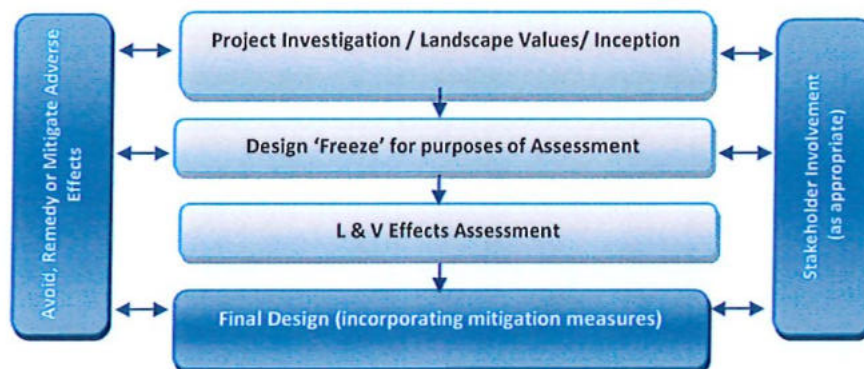 Project Investigation / Landscape Values/ Inception
Avoid, Remedy or Mitigate Adverse
Effects
Design ‘Freeze’ for purposes of Assessment
L & V Effects Assessment
Final Design (incorporating mitigation measures)
Stakeholder Involvement
(as appropriate)